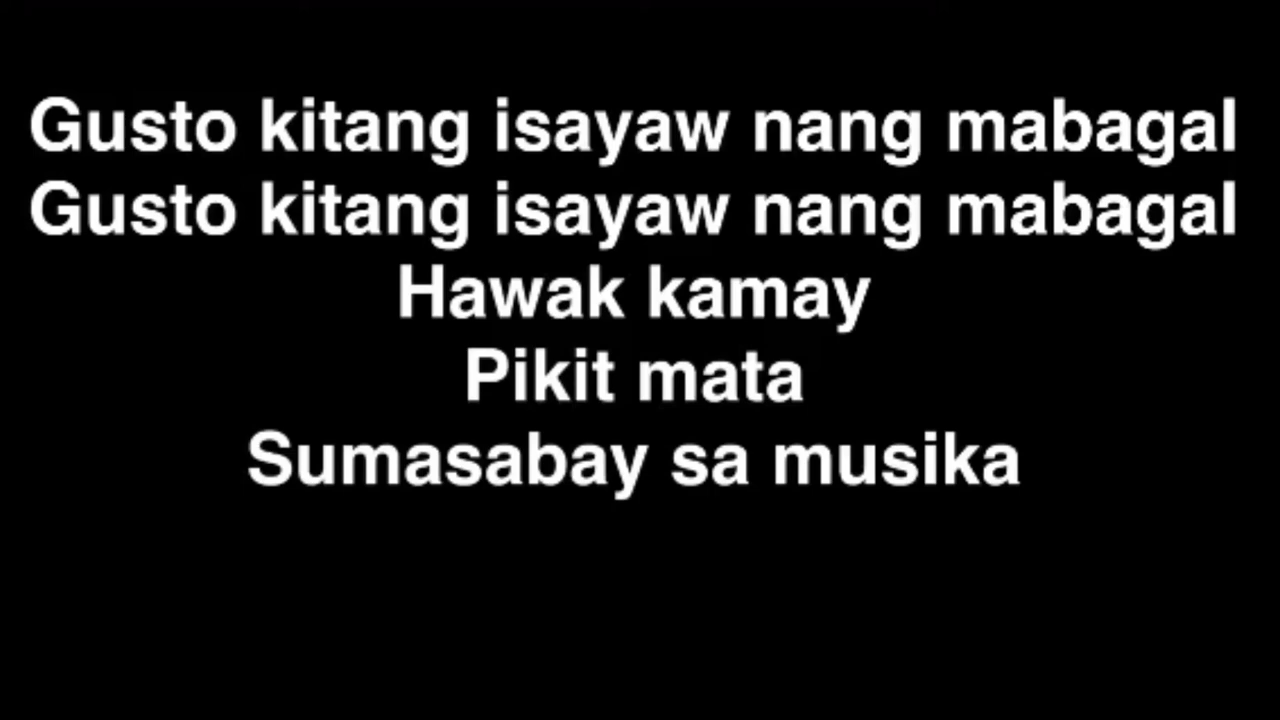 Gusto kitang isayaw nang mabagal
Gusto kitang isayaw nang mabagal
Hawak kamay
Pikit mata
Sumasabay sa musika